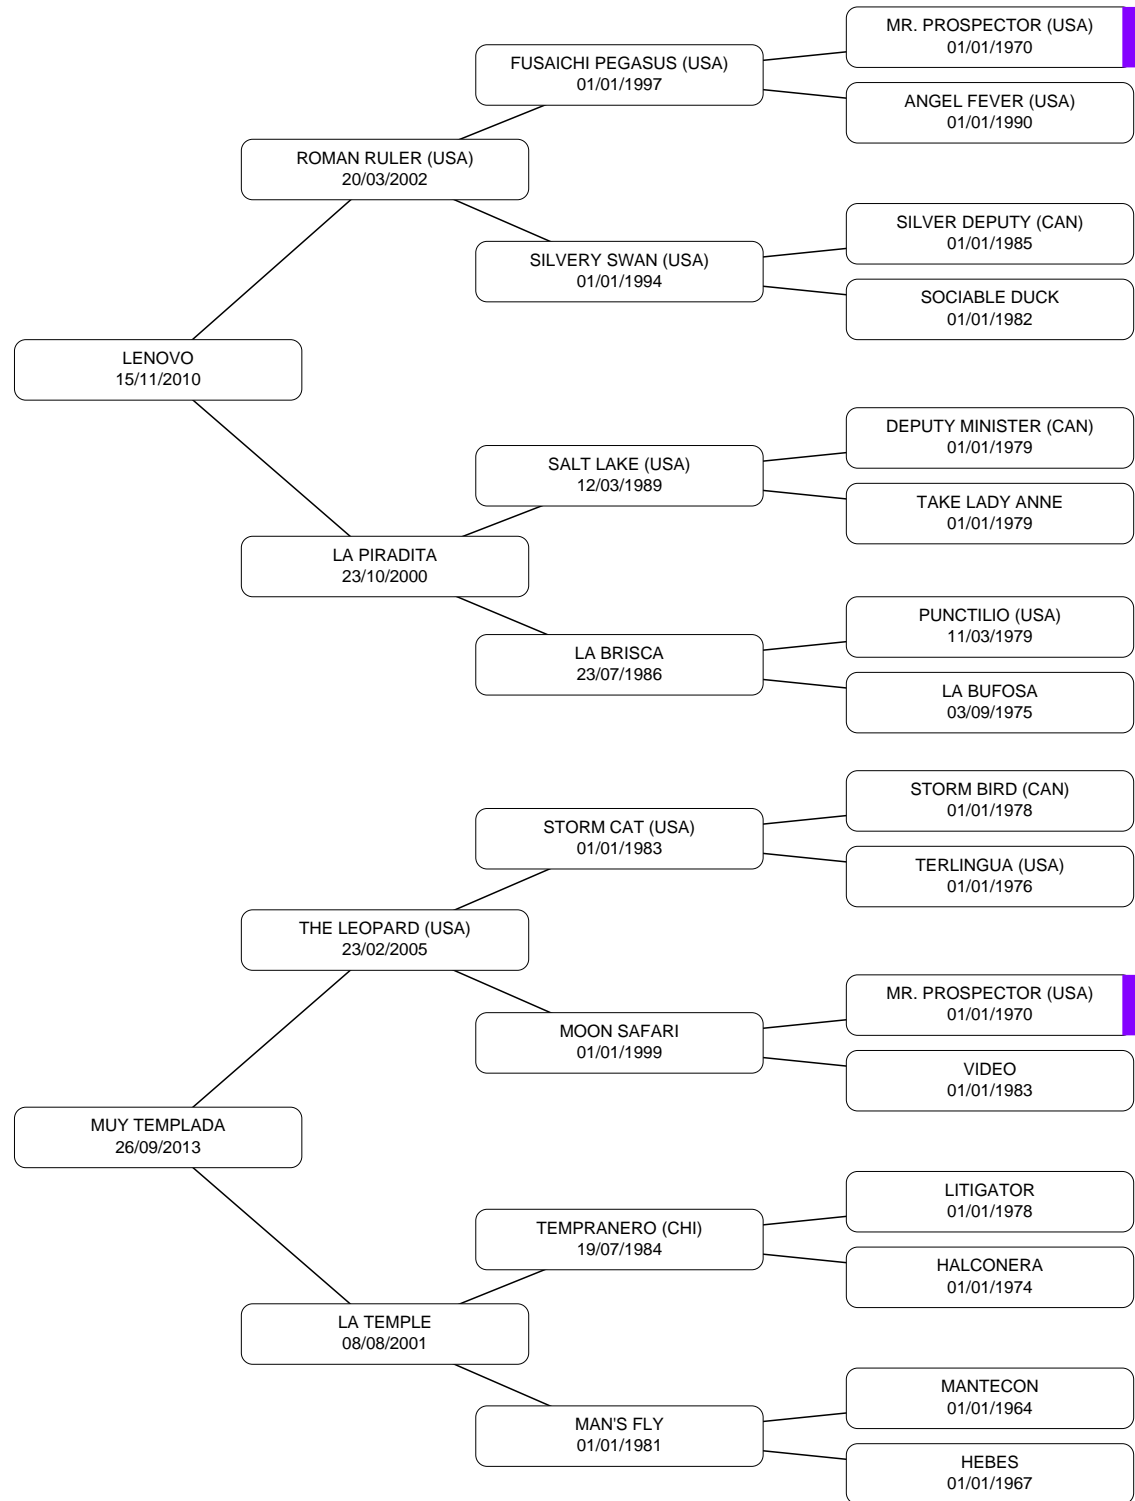 MR. PROSPECTOR (USA)
01/01/1970
FUSAICHI PEGASUS (USA)
01/01/1997
ANGEL FEVER (USA)
01/01/1990
ROMAN RULER (USA)
20/03/2002
SILVER DEPUTY (CAN)
01/01/1985
SILVERY SWAN (USA)
01/01/1994
SOCIABLE DUCK
01/01/1982
LENOVO
15/11/2010
DEPUTY MINISTER (CAN)
01/01/1979
SALT LAKE (USA)
12/03/1989
TAKE LADY ANNE
01/01/1979
LA PIRADITA
23/10/2000
PUNCTILIO (USA)
11/03/1979
LA BRISCA
23/07/1986
LA BUFOSA
03/09/1975
STORM BIRD (CAN)
01/01/1978
STORM CAT (USA)
01/01/1983
TERLINGUA (USA)
01/01/1976
THE LEOPARD (USA)
23/02/2005
MR. PROSPECTOR (USA)
01/01/1970
MOON SAFARI
01/01/1999
VIDEO
01/01/1983
MUY TEMPLADA
26/09/2013
LITIGATOR
01/01/1978
TEMPRANERO (CHI)
19/07/1984
HALCONERA
01/01/1974
LA TEMPLE
08/08/2001
MANTECON
01/01/1964
MAN'S FLY
01/01/1981
HEBES
01/01/1967